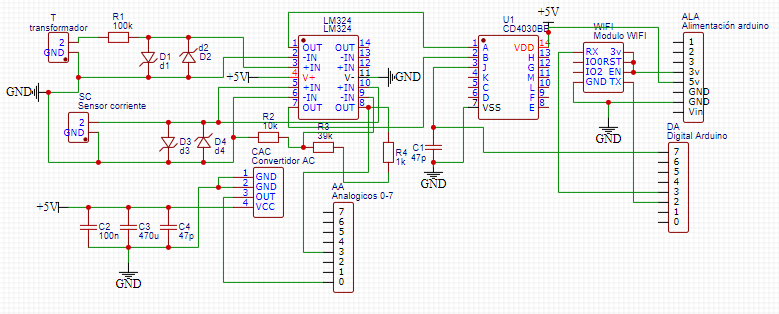 T
transformador
2
GND
R1
100k
D1
d1
d2
D2
GND
+5V
LM324
LM324
1 OUT OUT 14
2 -IN -IN 13
3 +IN +IN 12
4 V+ V- 11
5 +IN +IN 10
6 -IN -IN 9
7 OUT OUT 8
GND
U1
CD4030BE
1 A VDD 14
2 B H 13
3 J G 12
4 K M 11
5 C L 10
6 D F 9
7 VSS E 8
+5V
WIFI
Modulo WIFI
RX 3v
IO0 RST
IO2 EN
GND TX
GND
ALA
Alimentación arduino
1
2
3
3v
5v
GND
GND
Vin
SC
Sensor corriente
2
GND
D3
d3
D4
d4
R2
10k
R3
39k
R4
1k
C1
47p
GND
DA
Digital Arduino
7
6
5
4
3
2
1
0
CAC
Convertidor AC
1 GND
2 GND
3 OUT
4 VCC
+5V
C2
100n
C3
470u
C4
47p
GND
AA
Analogicos 0-7
7
6
5
4
3
2
1
0